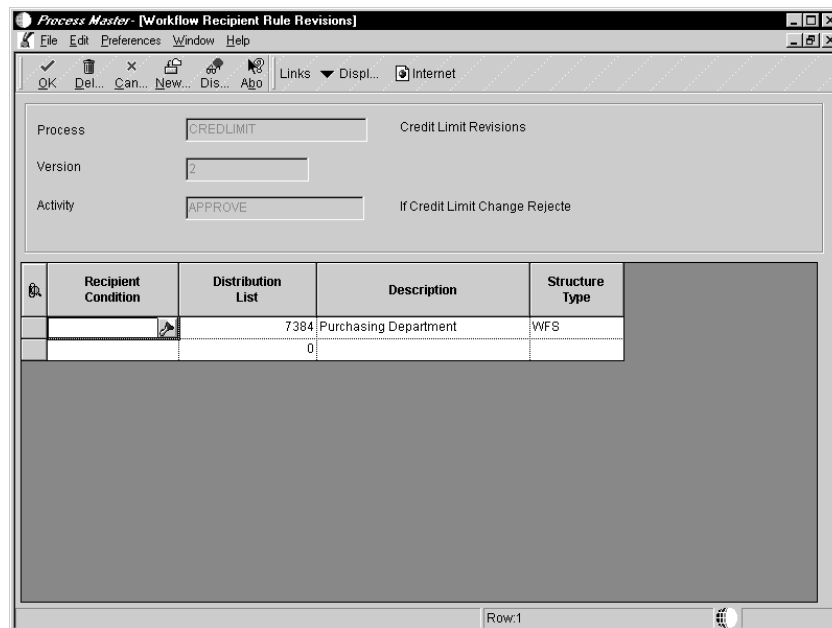 Process Master - [Workflow Recipient Rule Revisions]
File Edit Preferences Window Help
OK Del... Can... New... Dis... Abo Links Displ... Internet
Process CREDLIMIT Credit Limit Revisions
Version 2
Activity APPROVE If Credit Limit Change Rejecte
Recipient Condition Distribution List Description Structure Type
7384 Purchasing Department WFS
0
Row:1